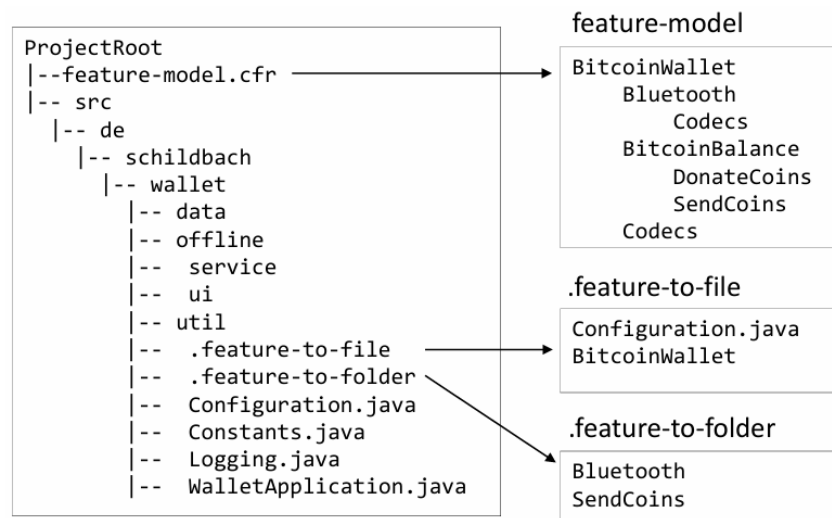 ProjectRoot
|--feature-model.cfr
|-- src
|-- de
|-- schildbach
|-- wallet
|-- data
|-- offline
|-- service
|-- ui
|-- util
|-- .feature-to-file
|-- .feature-to-folder
|-- Configuration.java
|-- Constants.java
|-- Logging.java
|-- WalletApplication.java
feature-model
BitcoinWallet
Bluetooth
Codecs
BitcoinBalance
DonateCoins
SendCoins
Codecs
.feature-to-file
Configuration.java
BitcoinWallet
.feature-to-folder
Bluetooth
SendCoins